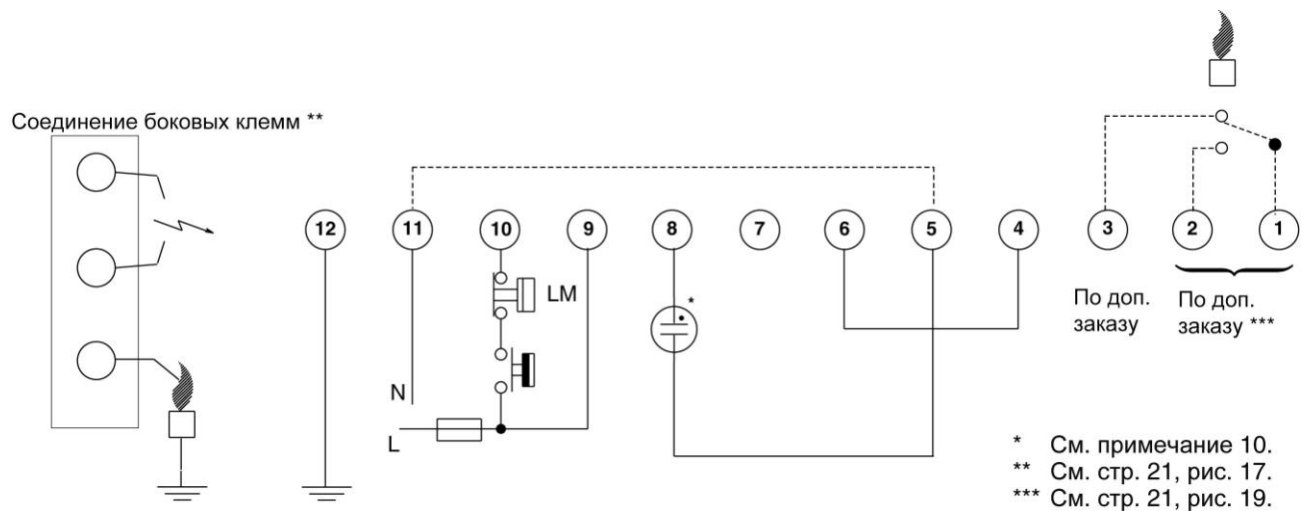 Соединение боковых клемм **
12 11 10 9 8 7 6 5 4 3 2 1
LM
*
N
L
По доп.
заказу
По доп.
заказу ***
* См. примечание 10.
** См. стр. 21, рис. 17.
*** См. стр. 21, рис. 19.